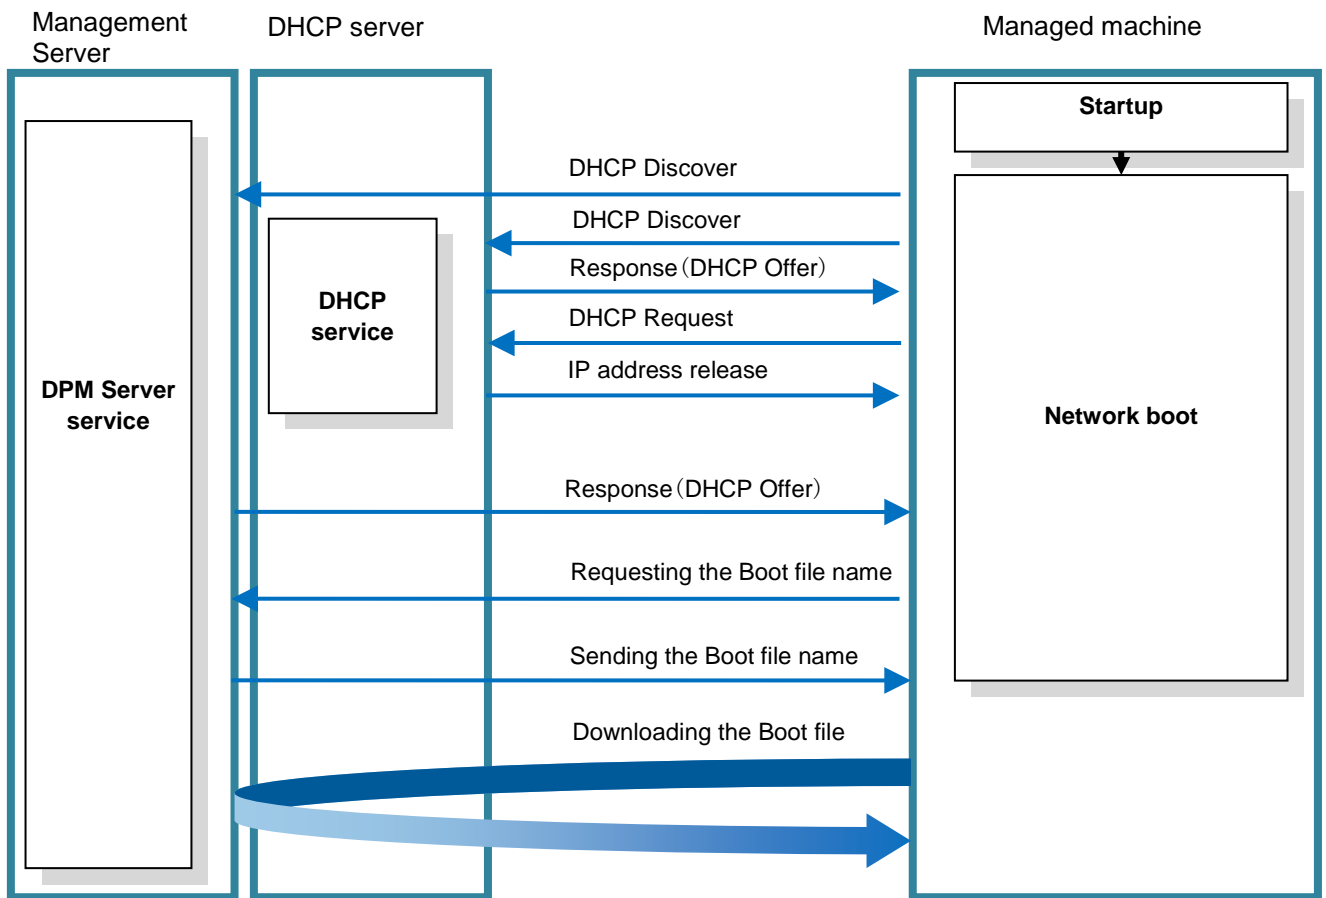 Management
Server
DHCP server
Managed machine
Startup
DHCP Discover
DHCP Discover
Response（DHCP Offer）
DHCP Request
IP address release
DHCP
service
DPM Server
service
Network boot
Response（DHCP Offer）
Requesting the Boot file name
Sending the Boot file name
Downloading the Boot file